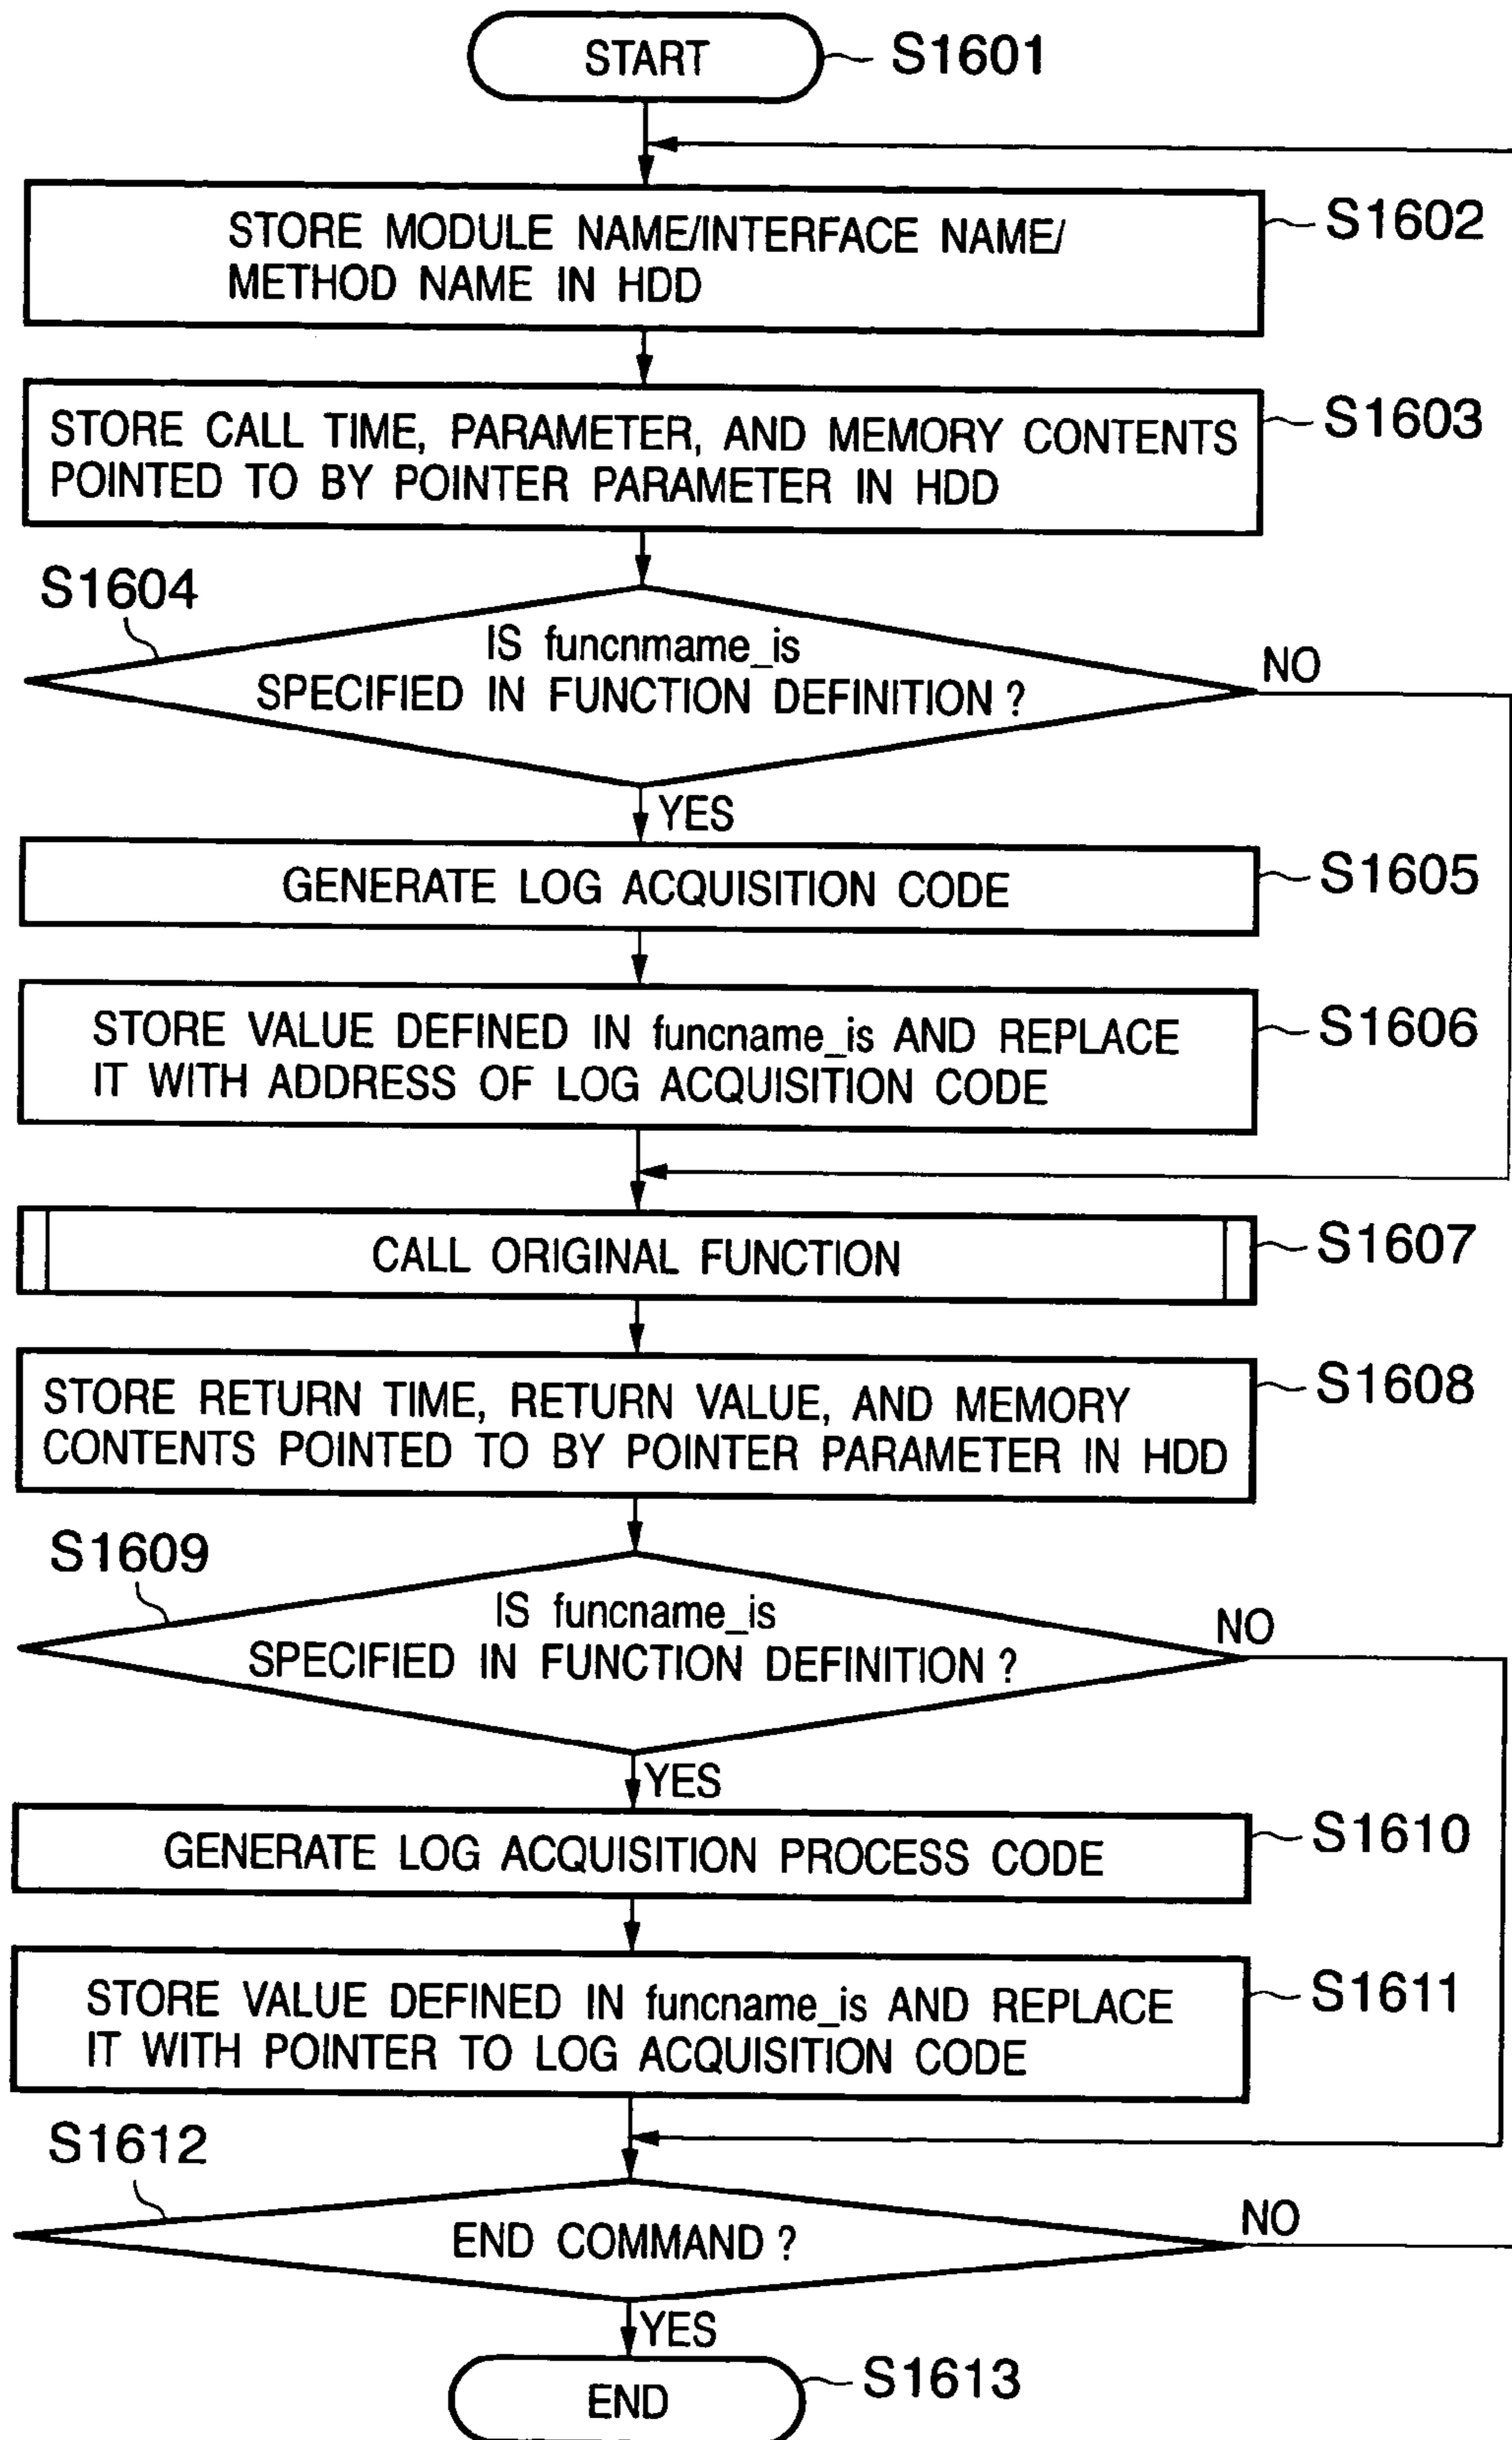 START
S1601
STORE MODULE NAME/INTERFACE NAME/
METHOD NAME IN HDD
S1602
STORE CALL TIME, PARAMETER, AND MEMORY CONTENTS
POINTED TO BY POINTER PARAMETER IN HDD
S1603
S1604
IS funcnmame_is
SPECIFIED IN FUNCTION DEFINITION ?
NO
YES
GENERATE LOG ACQUISITION CODE
S1605
STORE VALUE DEFINED IN funcname_is AND REPLACE
IT WITH ADDRESS OF LOG ACQUISITION CODE
S1606
CALL ORIGINAL FUNCTION
S1607
STORE RETURN TIME, RETURN VALUE, AND MEMORY
CONTENTS POINTED TO BY POINTER PARAMETER IN HDD
S1608
S1609
IS funcname_is
SPECIFIED IN FUNCTION DEFINITION ?
NO
YES
GENERATE LOG ACQUISITION PROCESS CODE
S1610
STORE VALUE DEFINED IN funcname_is AND REPLACE
IT WITH POINTER TO LOG ACQUISITION CODE
S1611
S1612
END COMMAND ?
NO
YES
END
S1613